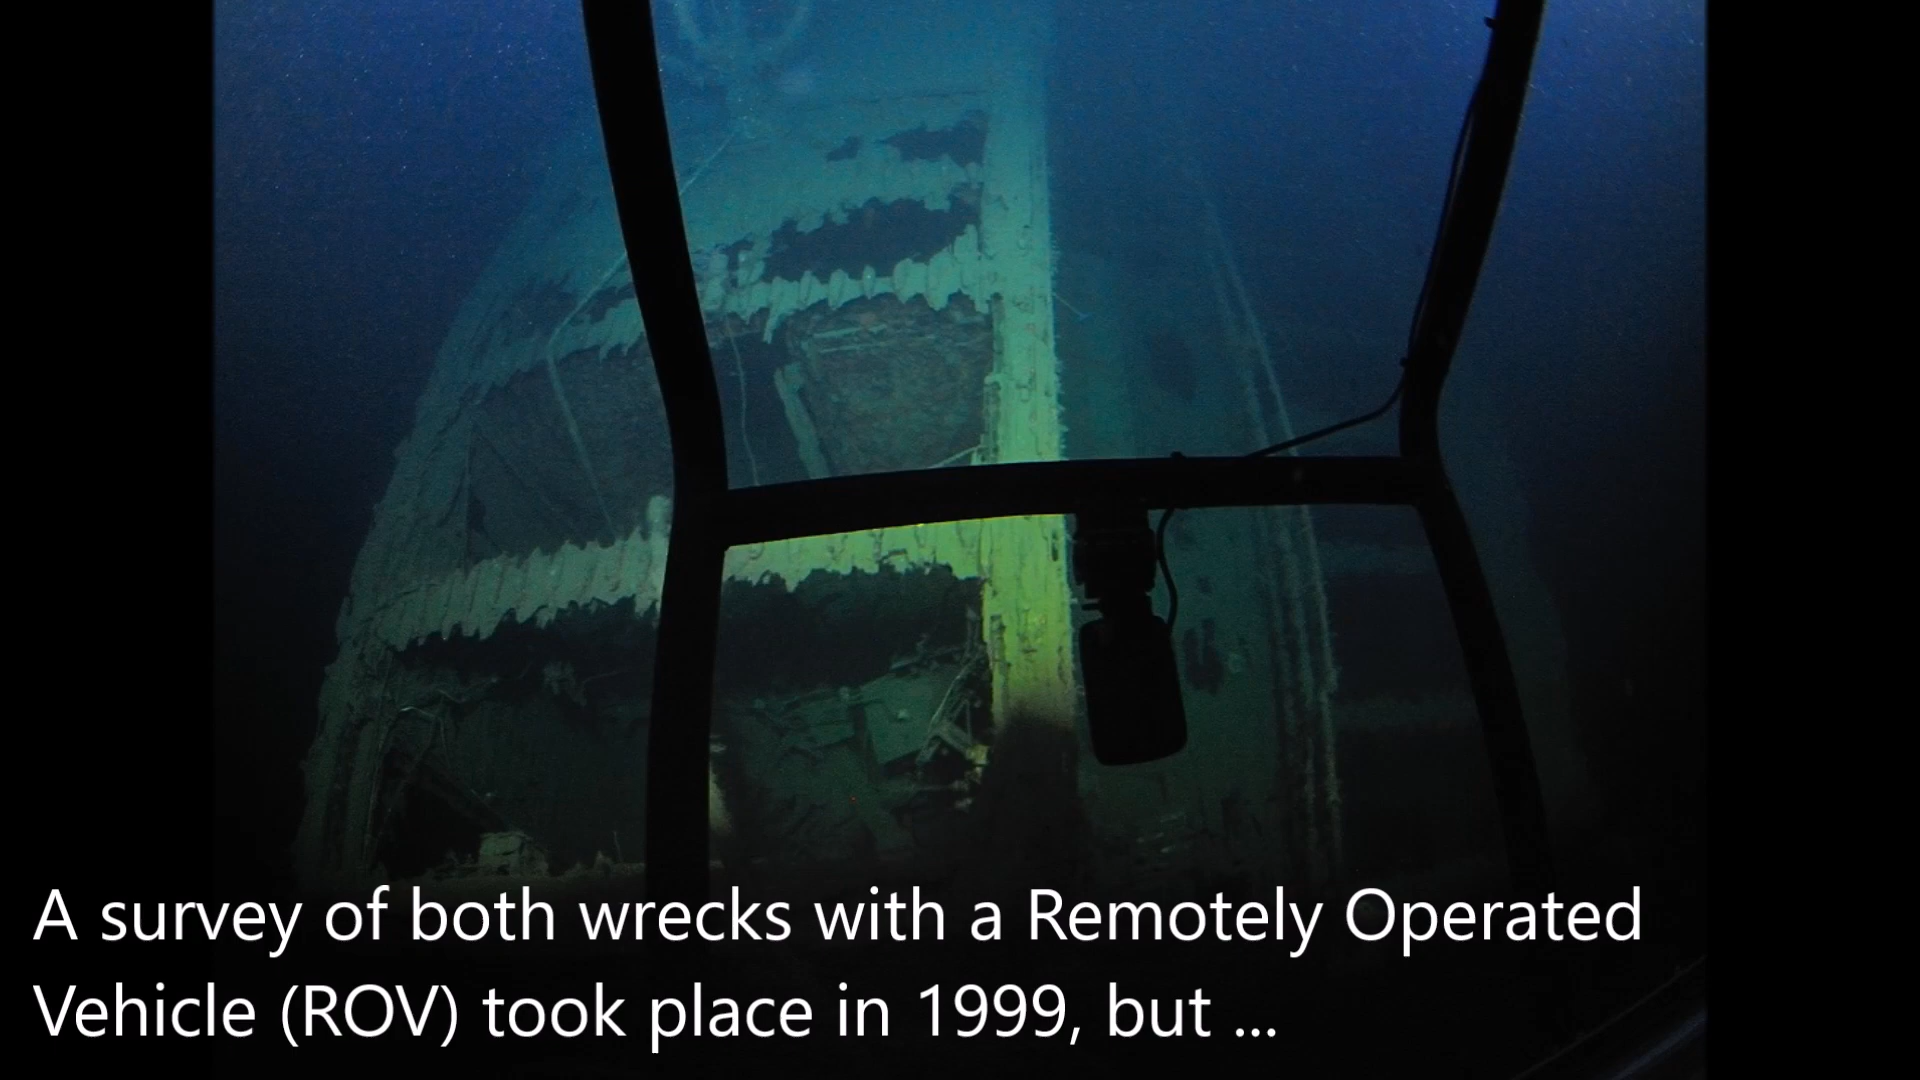 A survey of both wrecks with a Remotely Operated
Vehicle (ROV) took place in 1999, but ...